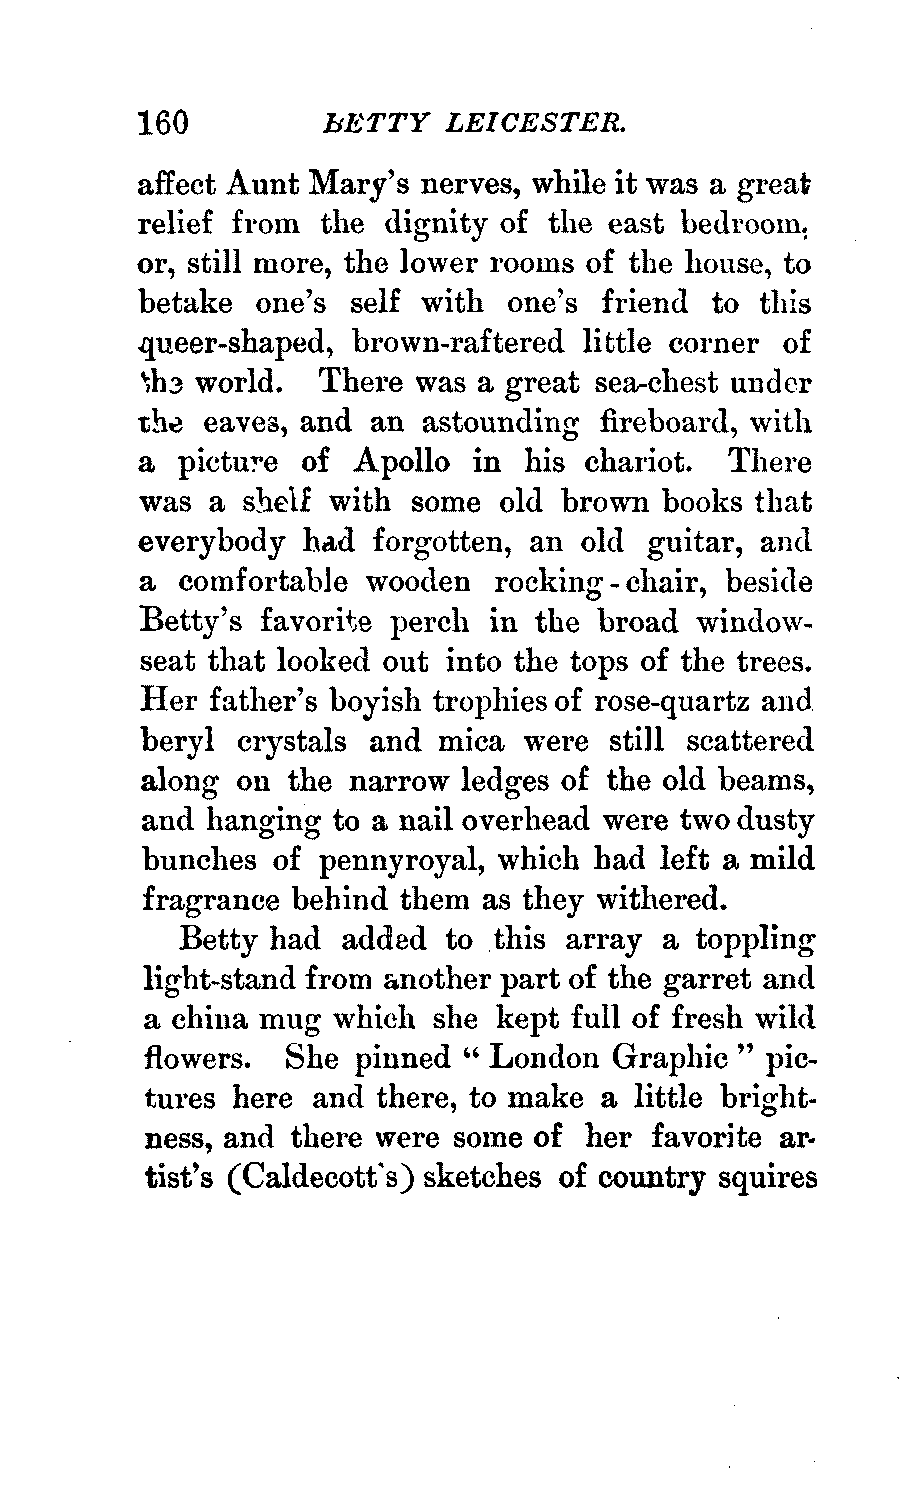 160 BETTY LEICESTER.
affect Aunt Mary's nerves, while it was a great
relief from the dignity of the east bedroom,
or, still more, the lower rooms of the house, to
betake one's self with one's friend to this
queer-shaped, brown-raftered little corner of
the world. There was a great sea-chest under
the eaves, and an astounding fireboard, with
a picture of Apollo in his chariot. There
was a shelf with some old brown books that
everybody had forgotten, an old guitar, and
a comfortable wooden rocking-chair, beside
Betty's favorite perch in the broad window-
seat that looked out into the tops of the trees.
Her father's boyish trophies of rose-quartz and
beryl crystals and mica were still scattered
along on the narrow ledges of the old beams,
and hanging to a nail overhead were two dusty
bunches of pennyroyal, which had left a mild
fragrance behind them as they withered.
Betty had added to this array a toppling
light-stand from another part of the garret and
a china mug which she kept full of fresh wild
flowers. She pinned "London Graphic" pic-
tures here and there, to make a little bright-
ness, and there were some of her favorite ar-
tist's (Caldecott's) sketches of country squires